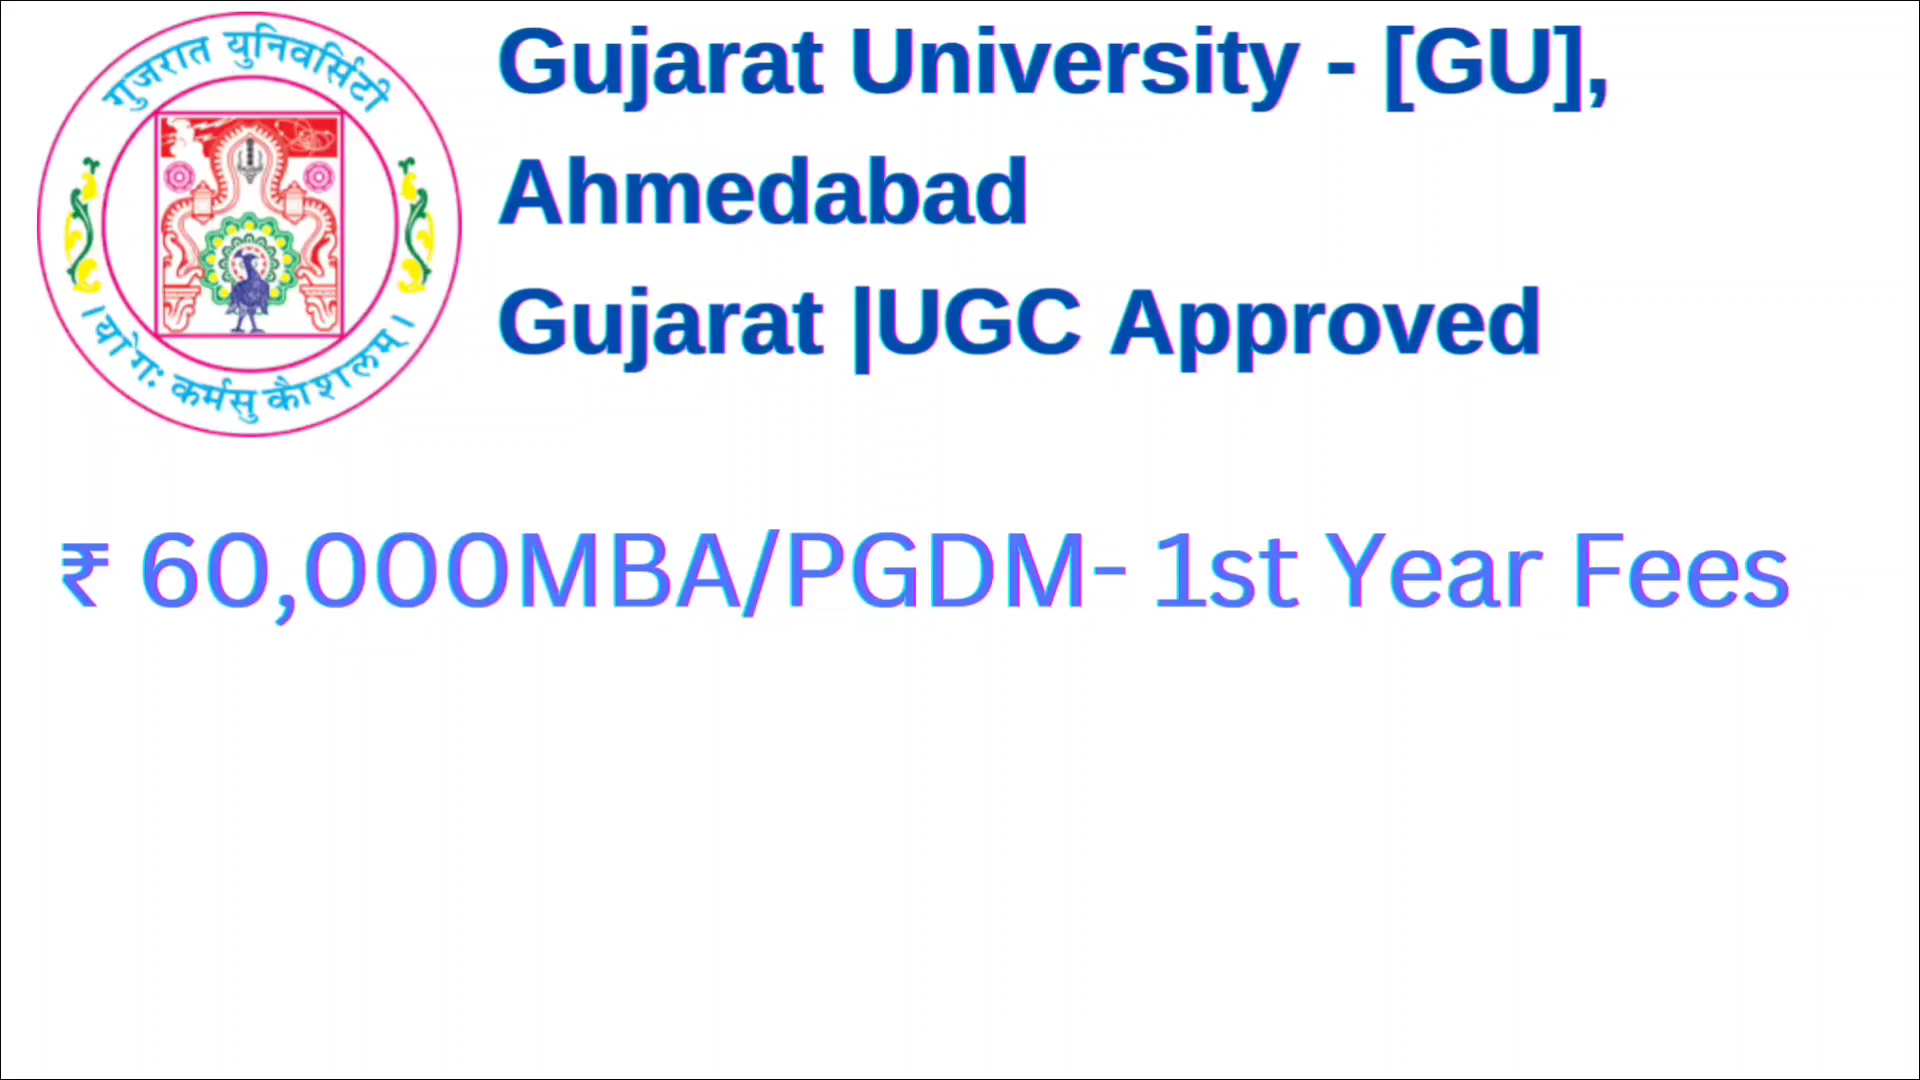 गुजरात युनिवर्सिटी
। योगः कर्मसु कौशलम् ।
Gujarat University - [GU],
Ahmedabad
Gujarat |UGC Approved
₹ 60,000MBA/PGDM- 1st Year Fees